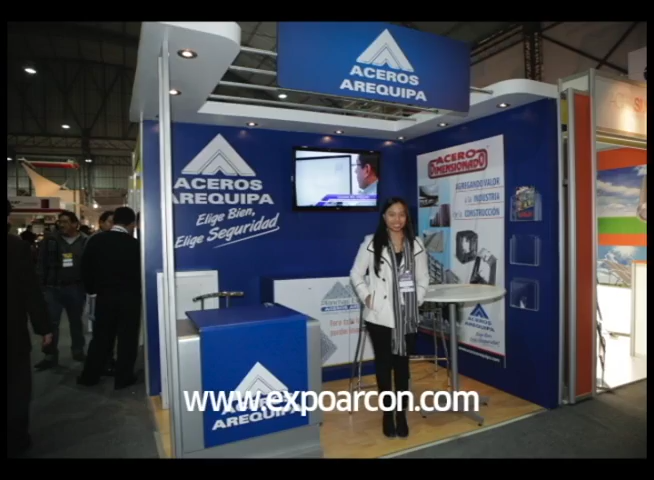 ACEROS
AREQUIPA
ACEROS
AREQUIPA
Elige Bien,
Elige Seguridad
ACERO
DIMENSIONADO
AGREGANDO VALOR
A LA INDUSTRIA
DE LA CONSTRUCCIÓN
AREQUIPA
ACEROS
AREQUIPA
www.expoarcon.com